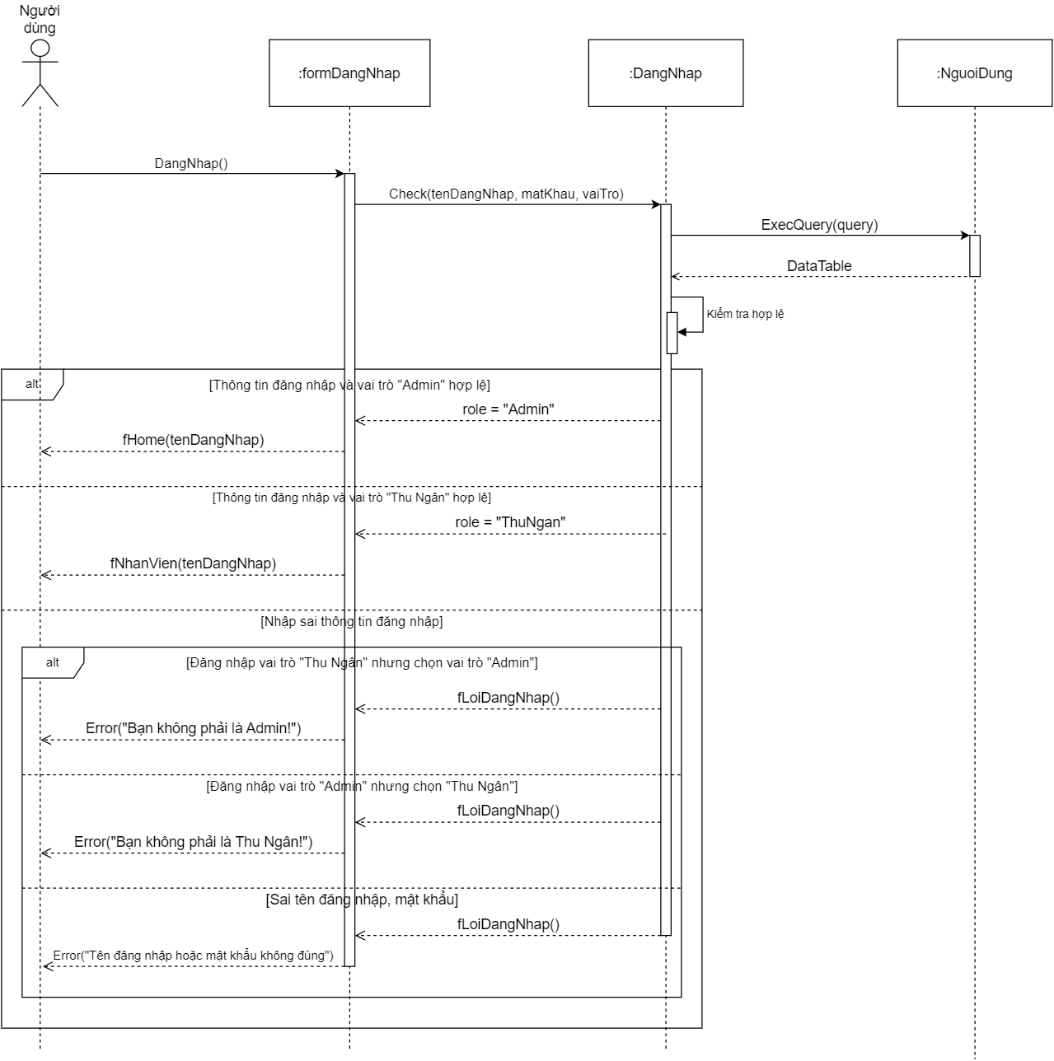 Người
dùng
:formDangNhap
:DangNhap
:NguoiDung
DangNhap()
Check(tenDangNhap, matKhau, vaiTro)
ExecQuery(query)
DataTable
Kiểm tra hợp lệ
alt
[Thông tin đăng nhập và vai trò "Admin" hợp lệ]
role = "Admin"
fHome(tenDangNhap)
[Thông tin đăng nhập và vai trò "Thu Ngân" hợp lệ]
role = "ThuNgan"
fNhanVien(tenDangNhap)
[Nhập sai thông tin đăng nhập]
alt
[Đăng nhập vai trò "Thu Ngân" nhưng chọn vai trò "Admin"]
fLoiDangNhap()
Error("Bạn không phải là Admin!")
[Đăng nhập vai trò "Admin" nhưng chọn "Thu Ngân"]
fLoiDangNhap()
Error("Bạn không phải là Thu Ngân!")
[Sai tên đăng nhập, mật khẩu]
fLoiDangNhap()
Error("Tên đăng nhập hoặc mật khẩu không đúng")